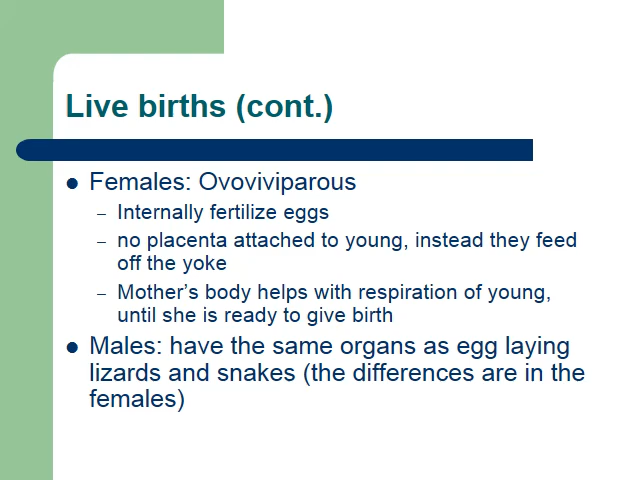 Live births (cont.)
● Females: Ovoviviparous
– Internally fertilize eggs
– no placenta attached to young, instead they feed
off the yoke
– Mother's body helps with respiration of young,
until she is ready to give birth
● Males: have the same organs as egg laying
lizards and snakes (the differences are in the
females)